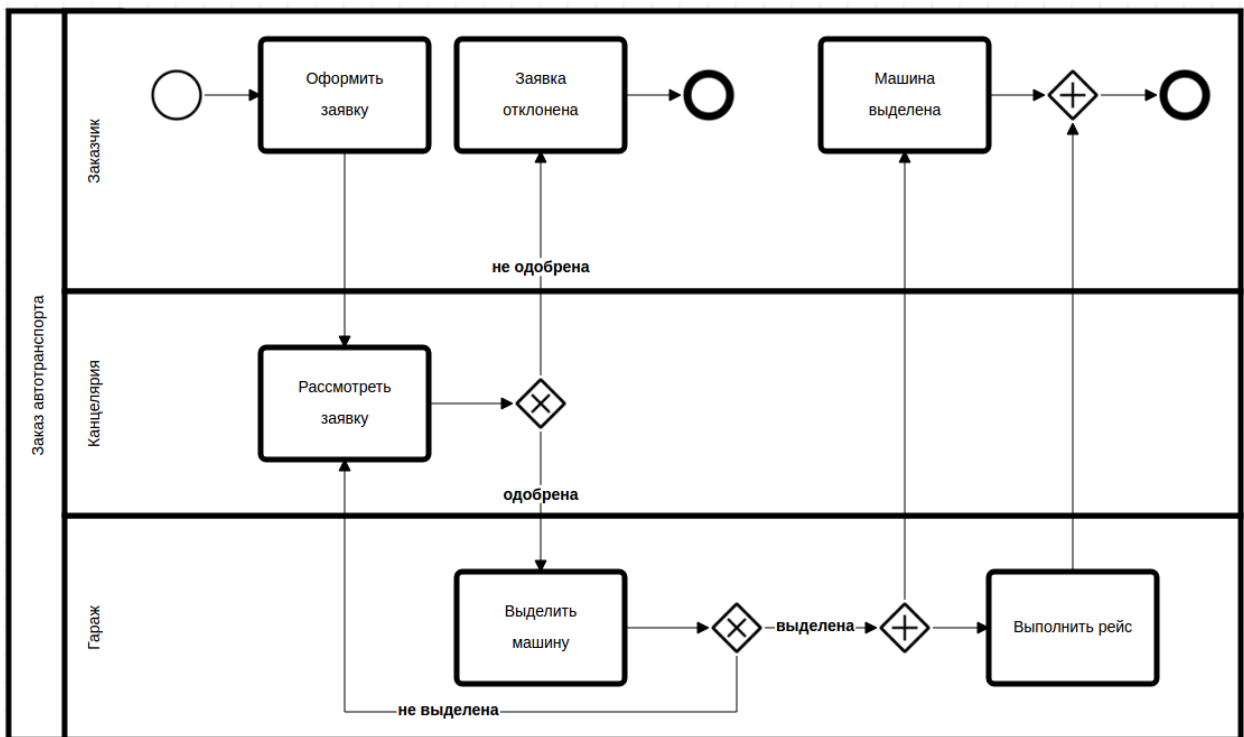 Заказ автотранспорта
Заказчик
Оформить
заявку
Заявка
отклонена
Машина
выделена
не одобрена
Канцелярия
Рассмотреть
заявку
одобрена
Гараж
Выделить
машину
выделена
Выполнить рейс
не выделена